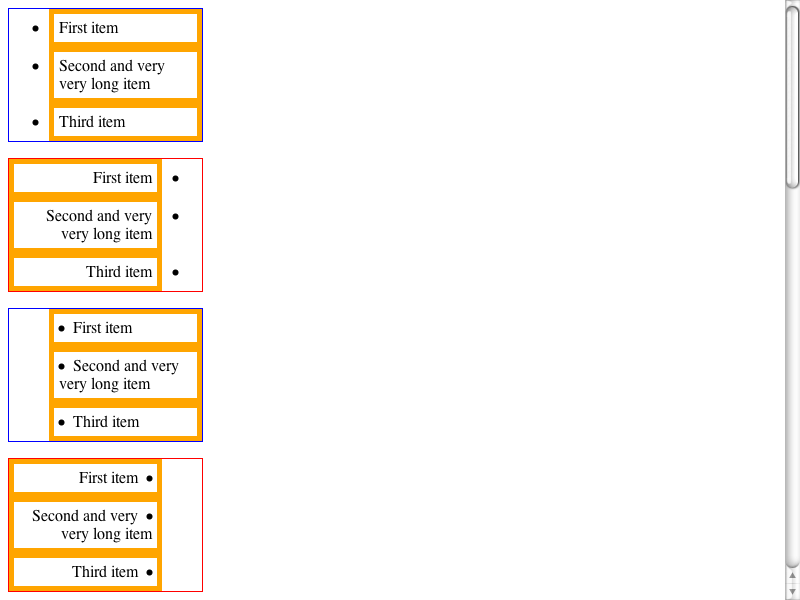 • First item
• Second and very
very long item
• Third item
First item •
Second and very •
very long item
Third item •
• First item
• Second and very
very long item
• Third item
First item •
Second and very •
very long item
Third item •